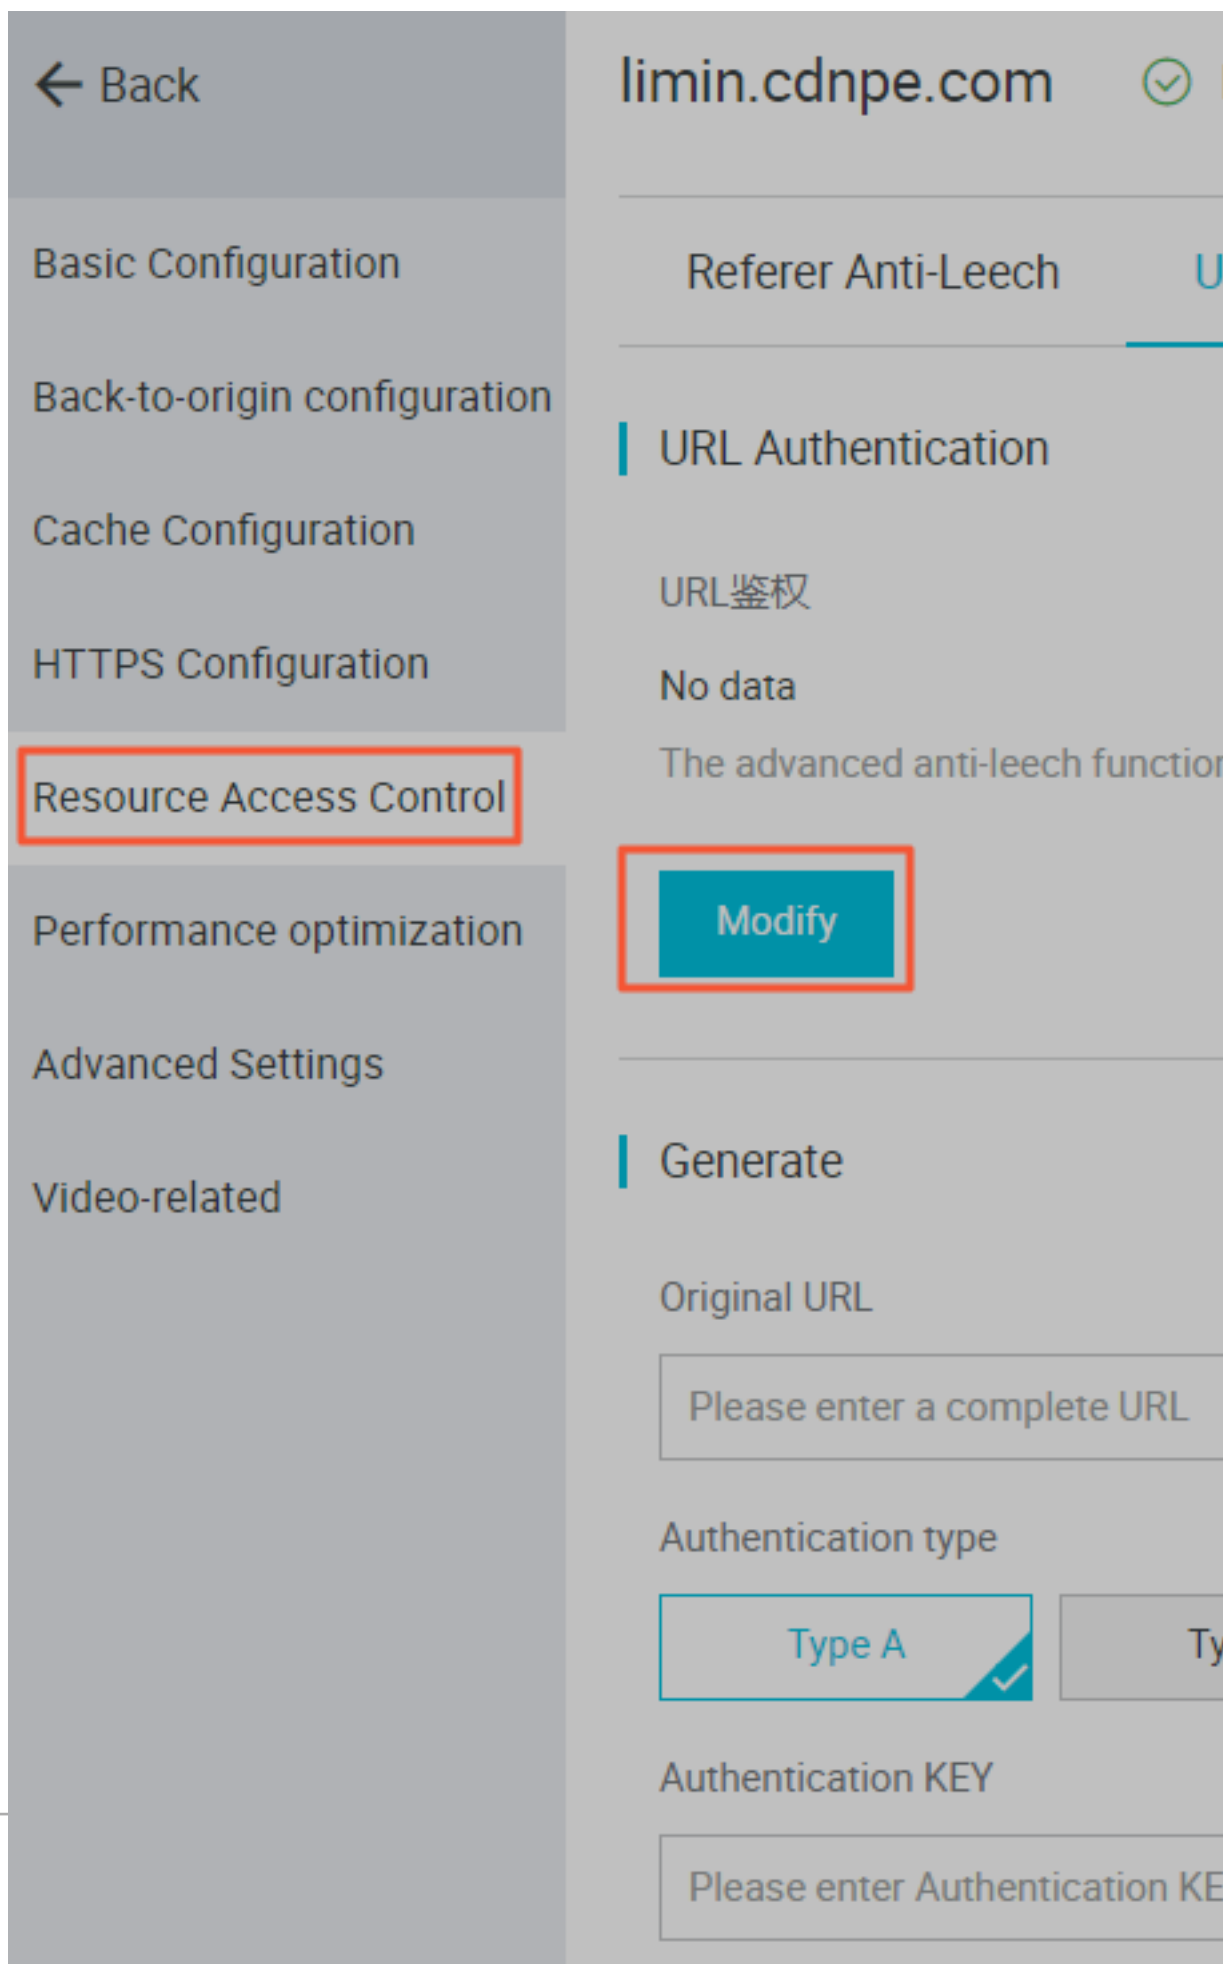 Back
limin.cdnpe.com
Basic Configuration
Back-to-origin configuration
Cache Configuration
HTTPS Configuration
Resource Access Control
Performance optimization
Advanced Settings
Video-related
Referer Anti-Leech
U
URL Authentication
URL鉴权
No data
The advanced anti-leech function
Modify
Generate
Original URL
Please enter a complete URL
Authentication type
Type A
Ty
Authentication KEY
Please enter Authentication KE